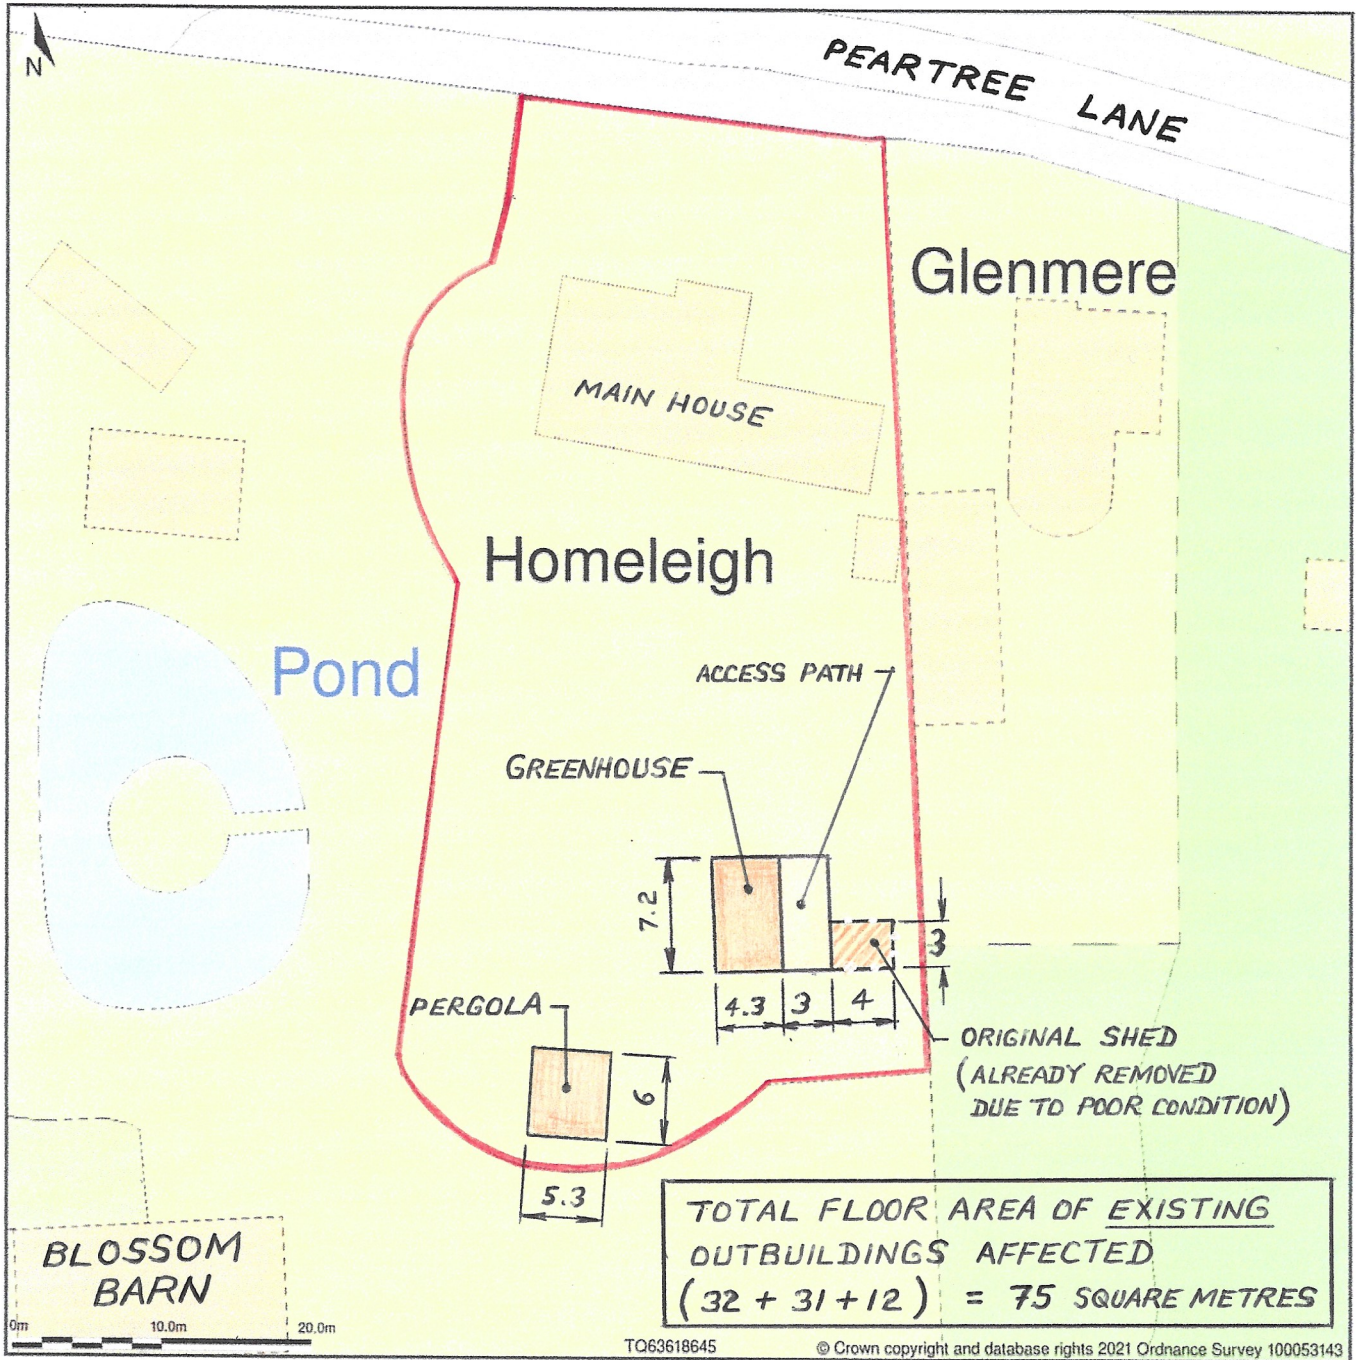 N
PEARTREE LANE
Glenmere
MAIN HOUSE
Homeleigh
Pond
ACCESS PATH
GREENHOUSE
7.2
3
4.3 3 4
PERGOLA
6
5.3
ORIGINAL SHED
(ALREADY REMOVED
DUE TO POOR CONDITION)
TOTAL FLOOR AREA OF EXISTING
OUTBUILDINGS AFFECTED
(32 + 31 + 12) = 75 SQUARE METRES
BLOSSOM
BARN
0m 10.0m 20.0m
TQ63618645
© Crown copyright and database rights 2021 Ordnance Survey 100053143